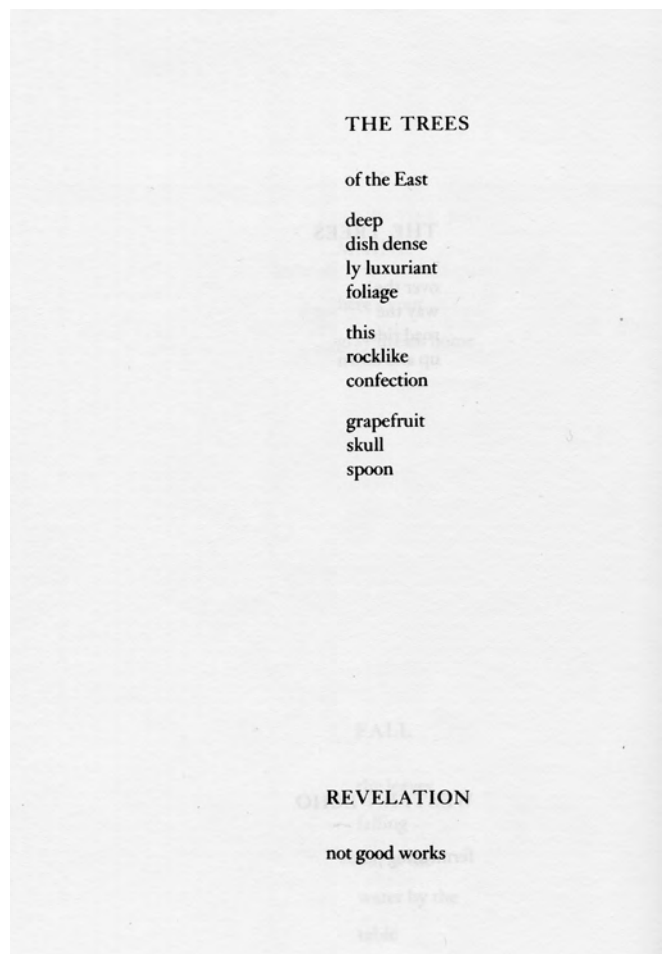 THE TREES
of the East
deep
dish dense
ly luxuriant
foliage
this
rocklike
confection
grapefruit
skull
spoon
REVELATION
not good works